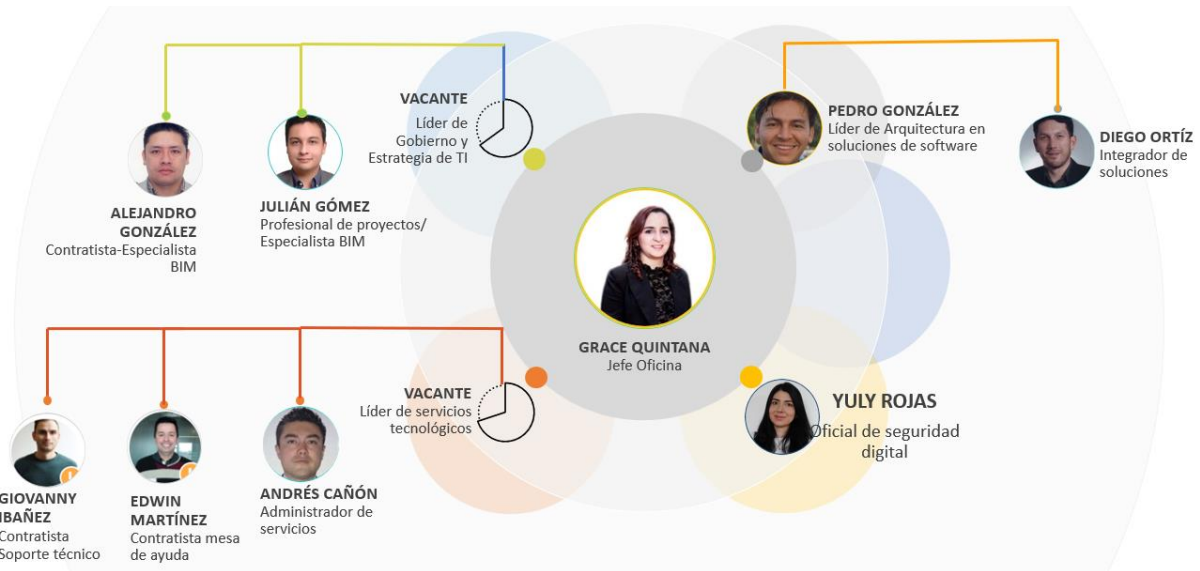 VACANTE
Líder de
Gobierno y
Estrategia de TI
PEDRO GONZÁLEZ
Líder de Arquitectura en
soluciones de software
DIEGO ORTÍZ
Integrador de
soluciones
ALEJANDRO
GONZÁLEZ
Contratista-Especialista
BIM
JULIÁN GÓMEZ
Profesional de proyectos/
Especialista BIM
GRACE QUINTANA
Jefe Oficina
VACANTE
Líder de servicios
tecnológicos
YULY ROJAS
Oficial de seguridad
digital
GIOVANNY
IBAÑEZ
Contratista
Soporte técnico
EDWIN
MARTÍNEZ
Contratista mesa
de ayuda
ANDRÉS CAÑÓN
Administrador de
servicios